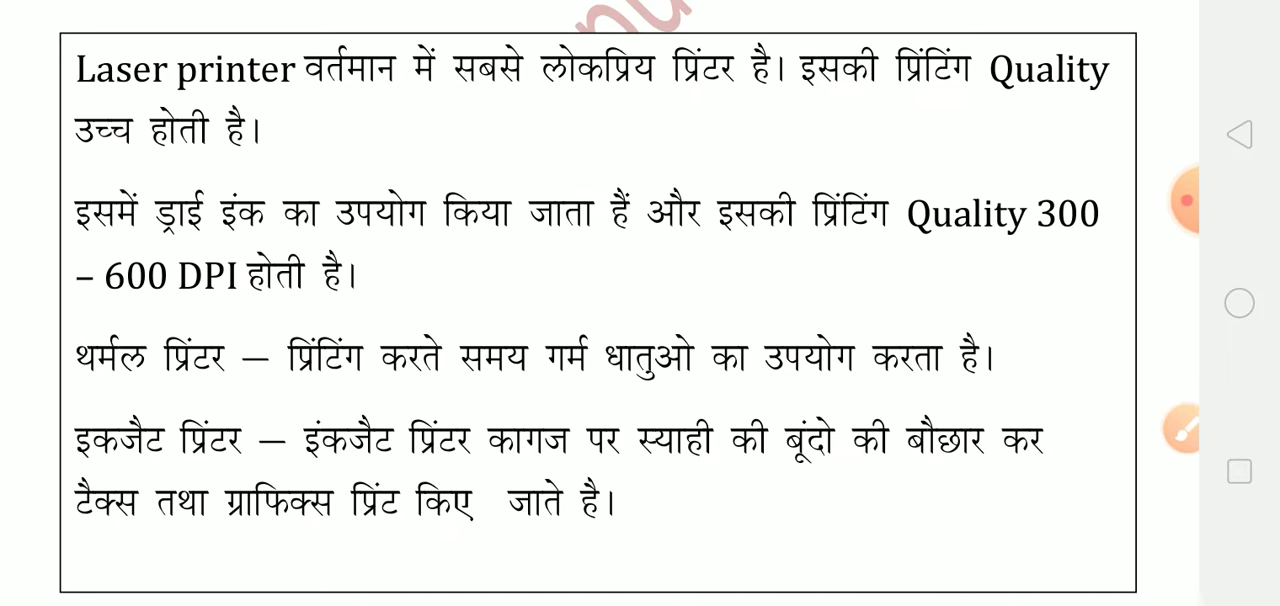 Laser printer वर्तमान में सबसे लोकप्रिय प्रिंटर है। इसकी प्रिंटिंग Quality
उच्च होती है।
इसमें ड्राई इंक का उपयोग किया जाता हैं और इसकी प्रिंटिंग Quality 300
– 600 DPI होती है।
थर्मल प्रिंटर – प्रिंटिंग करते समय गर्म धातुओ का उपयोग करता है।
इकजैट प्रिंटर – इंकजैट प्रिंटर कागज पर स्याही की बूंदो की बौछार कर
टैक्स तथा ग्राफिक्स प्रिंट किए जाते है।